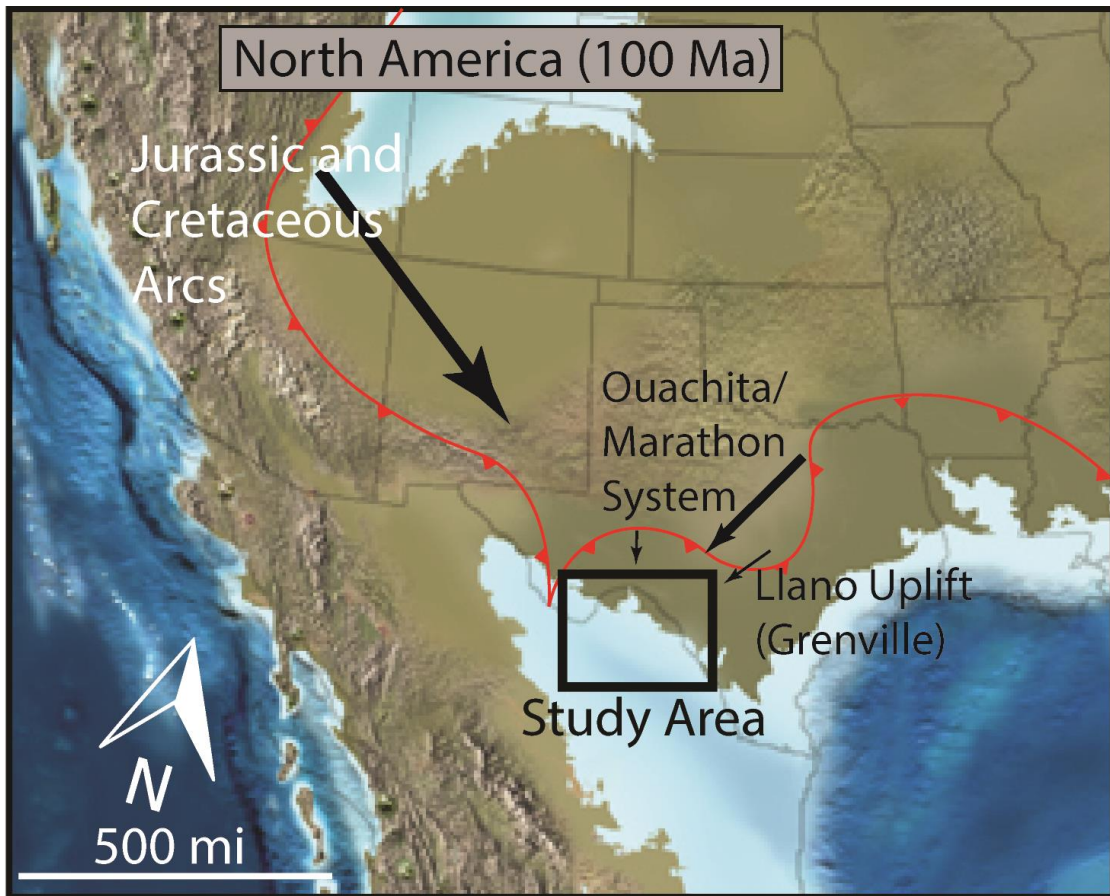 North America (100 Ma)
Jurassic and
Cretaceous
Arcs
Ouachita/
Marathon
System
Llano Uplift
(Grenville)
Study Area
N
500 mi